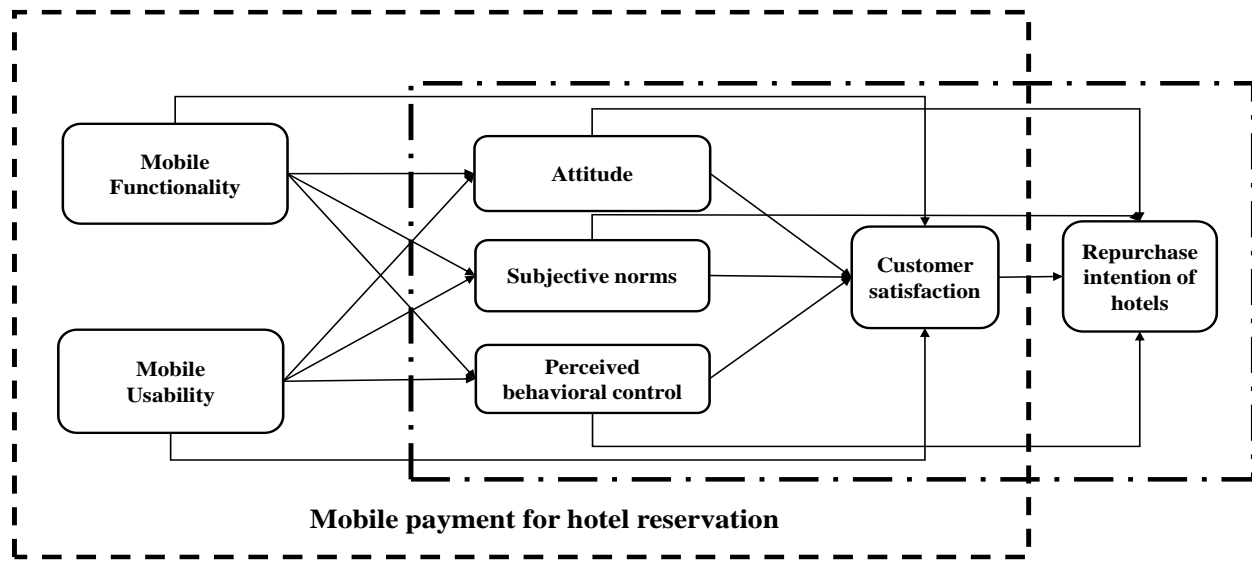 Mobile
Functionality
Mobile
Usability
Attitude
Subjective norms
Perceived
behavioral control
Customer
satisfaction
Repurchase
intention of
hotels
Mobile payment for hotel reservation